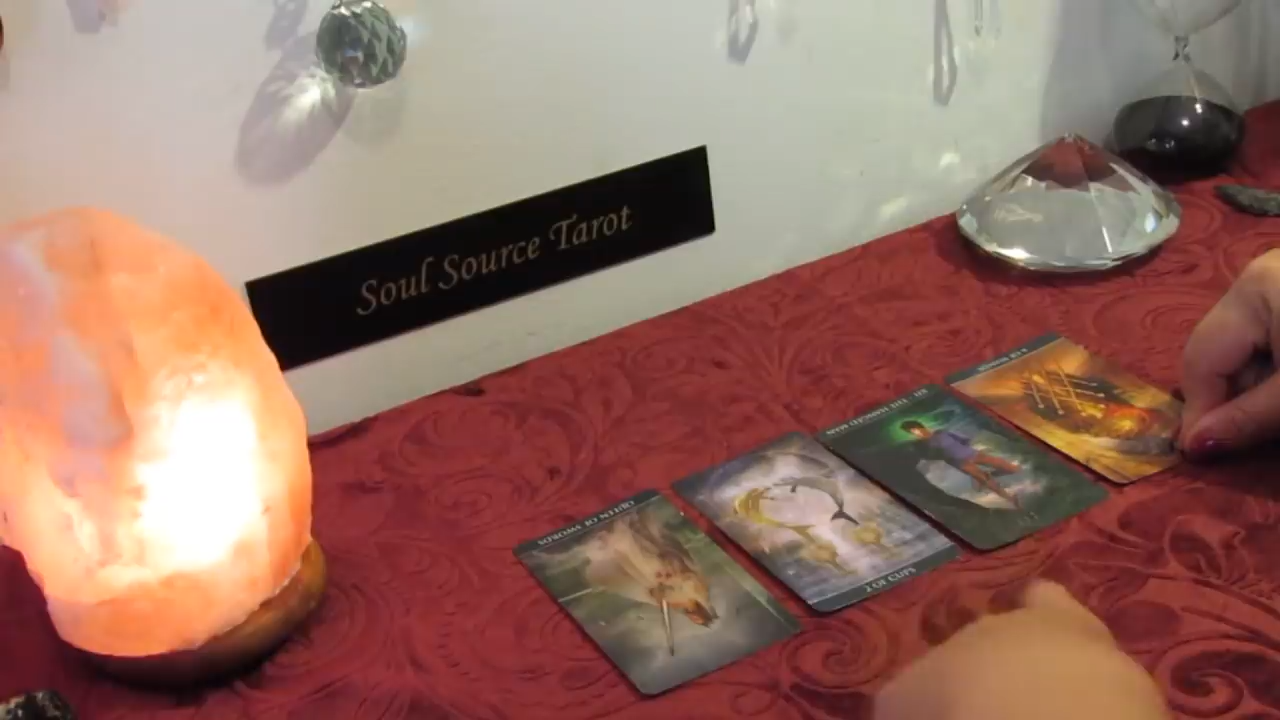 Soul Source Tarot
QUEEN OF SWORDS
2 OF CUPS
XII - THE HANGED MAN